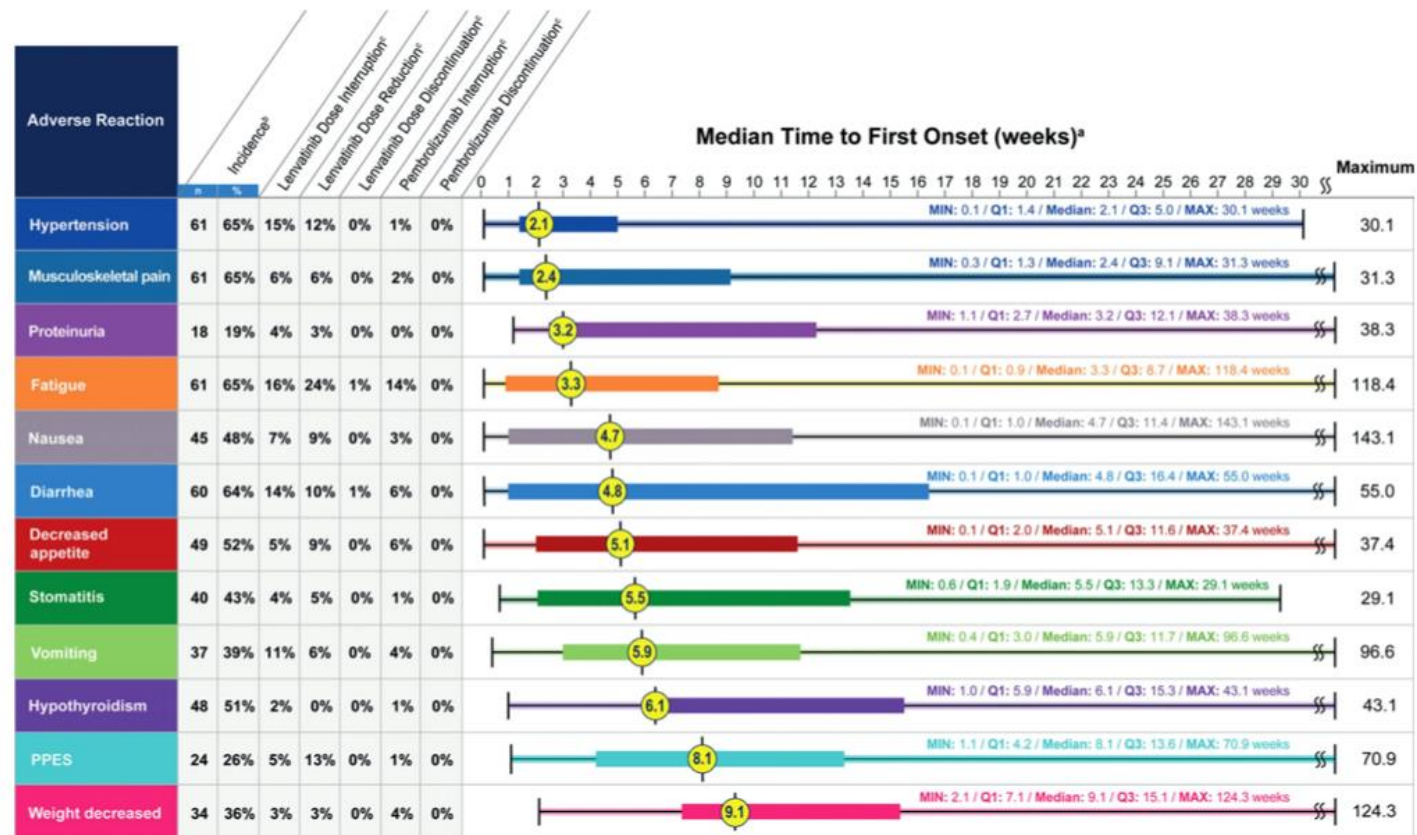 Adverse Reaction
Incidenceª
Lenvatinib Dose Interruptionᶜ
Lenvatinib Dose Reductionᶜ
Lenvatinib Dose Discontinuationᶜ
Pembrolizumab Interruptionᶜ
Pembrolizumab Discontinuationᶜ
Median Time to First Onset (weeks)ª
Maximum
n %
0 1 2 3 4 5 6 7 8 9 10 11 12 13 14 15 16 17 18 19 20 21 22 23 24 25 26 27 28 29 30
MIN: 0.1 / Q1: 1.4 / Median: 2.1 / Q3: 5.0 / MAX: 30.1 weeks
Hypertension 61 65% 15% 12% 0% 1% 0% 2.1 30.1
MIN: 0.3 / Q1: 1.3 / Median: 2.4 / Q3: 9.1 / MAX: 31.3 weeks
Musculoskeletal pain 61 65% 6% 6% 0% 2% 0% 2.4 31.3
MIN: 1.1 / Q1: 2.7 / Median: 3.2 / Q3: 12.1 / MAX: 38.3 weeks
Proteinuria 18 19% 4% 3% 0% 0% 0% 3.2 38.3
MIN: 0.1 / Q1: 0.9 / Median: 3.3 / Q3: 8.7 / MAX: 118.4 weeks
Fatigue 61 65% 16% 24% 1% 14% 0% 3.3 118.4
MIN: 0.1 / Q1: 1.0 / Median: 4.7 / Q3: 11.4 / MAX: 143.1 weeks
Nausea 45 48% 7% 9% 0% 3% 0% 4.7 143.1
MIN: 0.1 / Q1: 1.0 / Median: 4.8 / Q3: 16.4 / MAX: 55.0 weeks
Diarrhea 60 64% 14% 10% 1% 6% 0% 4.8 55.0
MIN: 0.1 / Q1: 2.0 / Median: 5.1 / Q3: 11.6 / MAX: 37.4 weeks
Decreased
appetite 49 52% 5% 9% 0% 6% 0% 5.1 37.4
MIN: 0.6 / Q1: 1.9 / Median: 5.5 / Q3: 13.3 / MAX: 29.1 weeks
Stomatitis 40 43% 4% 5% 0% 1% 0% 5.5 29.1
MIN: 0.4 / Q1: 3.0 / Median: 5.9 / Q3: 11.7 / MAX: 96.6 weeks
Vomiting 37 39% 11% 6% 0% 4% 0% 5.9 96.6
MIN: 1.0 / Q1: 5.9 / Median: 6.1 / Q3: 15.3 / MAX: 43.1 weeks
Hypothyroidism 48 51% 2% 0% 0% 1% 0% 6.1 43.1
MIN: 1.1 / Q1: 4.2 / Median: 8.1 / Q3: 13.6 / MAX: 70.9 weeks
PPES 24 26% 5% 13% 0% 1% 0% 8.1 70.9
MIN: 2.1 / Q1: 7.1 / Median: 9.1 / Q3: 15.1 / MAX: 124.3 weeks
Weight decreased 34 36% 3% 3% 0% 4% 0% 9.1 124.3